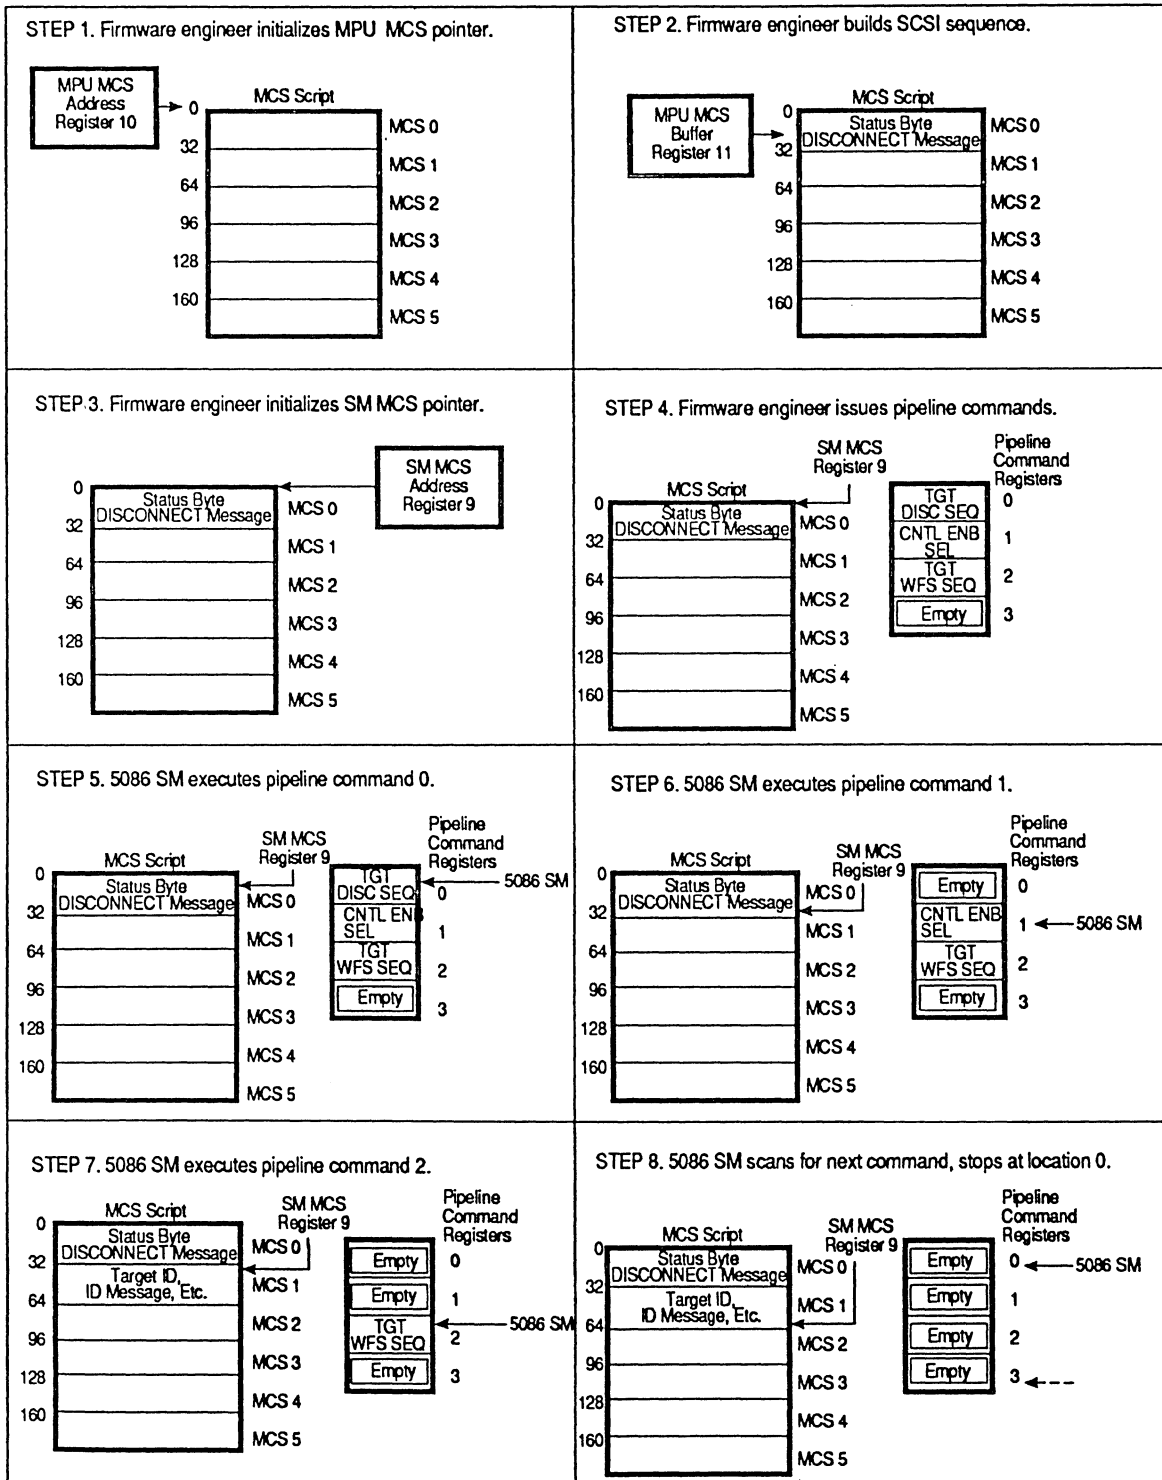 STEP 1. Firmware engineer initializes MPU MCS pointer.
MPU MCS
Address
Register 10
MCS Script
0
32
64
96
128
160
MCS 0
MCS 1
MCS 2
MCS 3
MCS 4
MCS 5
STEP 2. Firmware engineer builds SCSI sequence.
MPU MCS
Buffer
Register 11
MCS Script
Status Byte
DISCONNECT Message
0
32
64
96
128
160
MCS 0
MCS 1
MCS 2
MCS 3
MCS 4
MCS 5
STEP 3. Firmware engineer initializes SM MCS pointer.
SM MCS
Address
Register 9
Status Byte
DISCONNECT Message
0
32
64
96
128
160
MCS 0
MCS 1
MCS 2
MCS 3
MCS 4
MCS 5
STEP 4. Firmware engineer issues pipeline commands.
SM MCS
Register 9
Pipeline
Command
Registers
MCS Script
Status Byte
DISCONNECT Message
0
32
64
96
128
160
MCS 0
MCS 1
MCS 2
MCS 3
MCS 4
MCS 5
TGT
DISC SEQ
0
CNTL ENB
SEL
1
TGT
WFS SEQ
2
Empty
3
STEP 5. 5086 SM executes pipeline command 0.
SM MCS
Register 9
Pipeline
Command
Registers
MCS Script
Status Byte
DISCONNECT Message
0
32
64
96
128
160
MCS 0
MCS 1
MCS 2
MCS 3
MCS 4
MCS 5
TGT
DISC SEQ
0
5086 SM
CNTL ENB
SEL
1
TGT
WFS SEQ
2
Empty
3
STEP 6. 5086 SM executes pipeline command 1.
SM MCS
Register 9
Pipeline
Command
Registers
MCS Script
Status Byte
DISCONNECT Message
0
32
64
96
128
160
MCS 0
MCS 1
MCS 2
MCS 3
MCS 4
MCS 5
Empty
0
CNTL ENB
SEL
1
5086 SM
TGT
WFS SEQ
2
Empty
3
STEP 7. 5086 SM executes pipeline command 2.
SM MCS
Register 9
Pipeline
Command
Registers
MCS Script
Status Byte
DISCONNECT Message
Target ID,
ID Message, Etc.
0
32
64
96
128
160
MCS 0
MCS 1
MCS 2
MCS 3
MCS 4
MCS 5
Empty
0
Empty
1
TGT
WFS SEQ
2
5086 SM
Empty
3
STEP 8. 5086 SM scans for next command, stops at location 0.
SM MCS
Register 9
Pipeline
Command
Registers
MCS Script
Status Byte
DISCONNECT Message
Target ID,
ID Message, Etc.
0
32
64
96
128
160
MCS 0
MCS 1
MCS 2
MCS 3
MCS 4
MCS 5
Empty
0
5086 SM
Empty
1
Empty
2
Empty
3